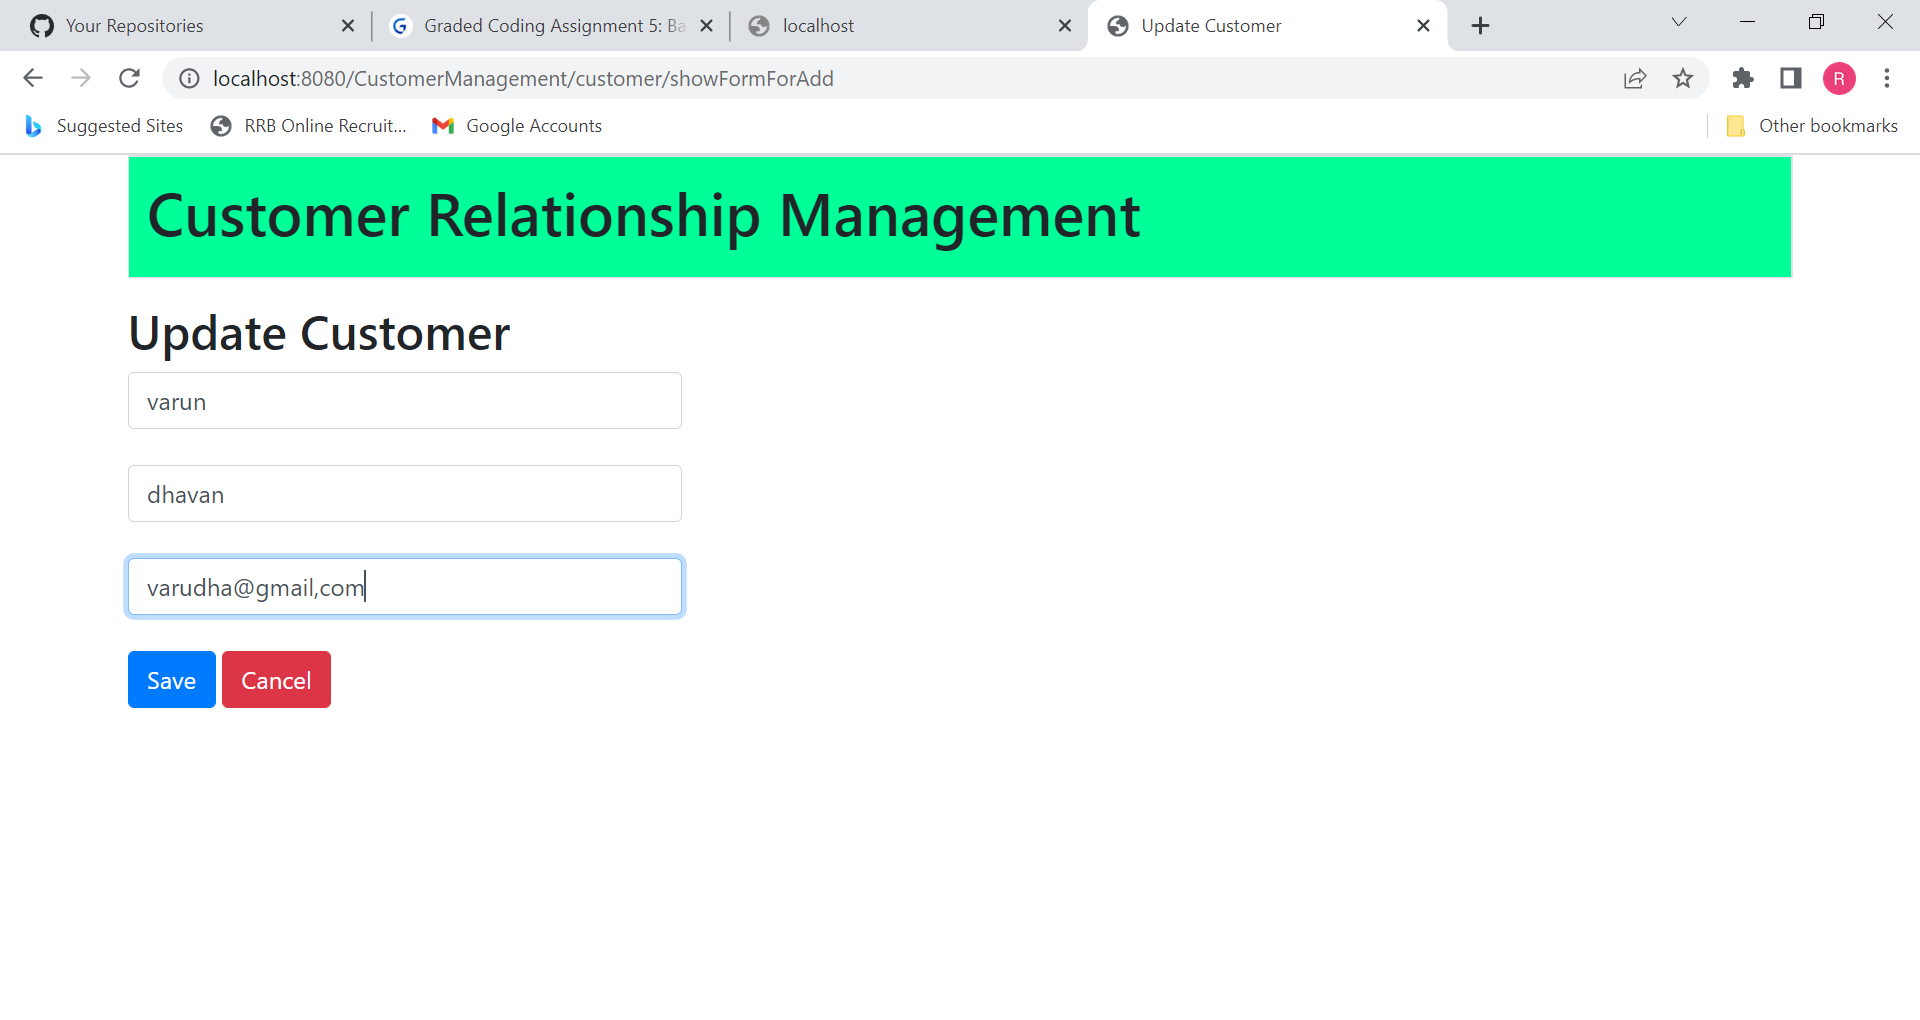 Your Repositories
Graded Coding Assignment 5: Ba
localhost
Update Customer
localhost:8080/CustomerManagement/customer/showFormForAdd
R
Suggested Sites
RRB Online Recruit...
Google Accounts
Other bookmarks
Customer Relationship Management
Update Customer
varun
dhavan
varudha@gmail,com
Save Cancel